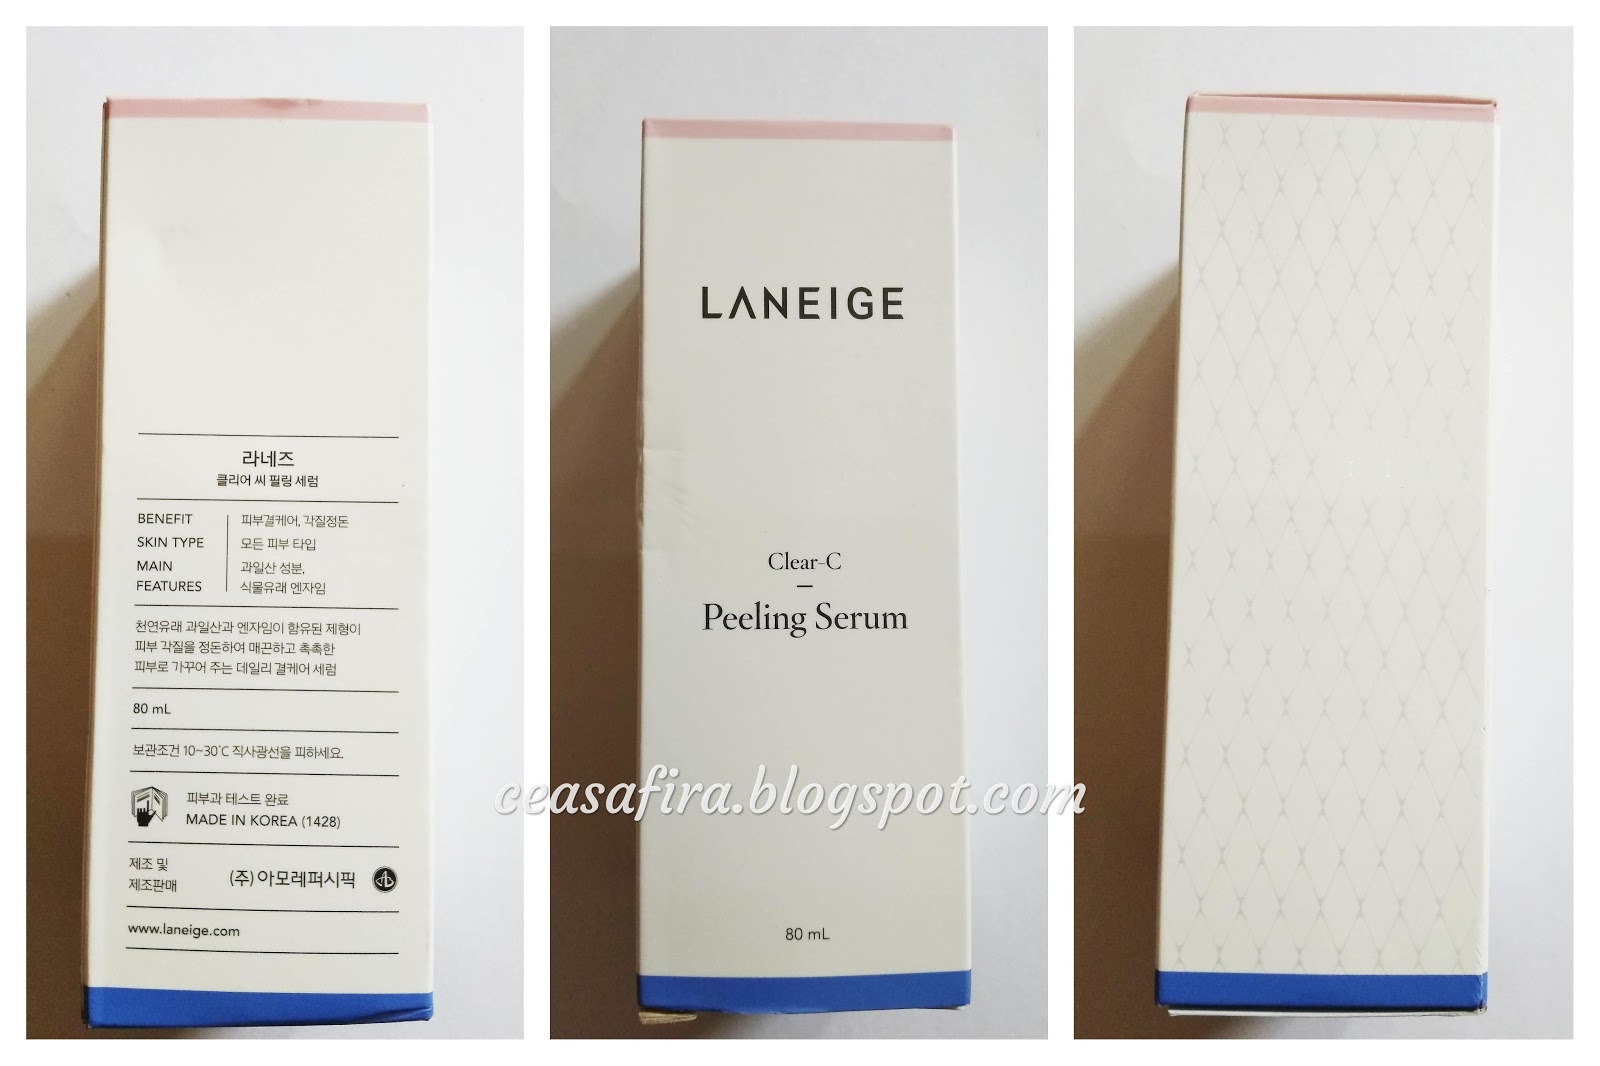 라네즈
클리어 씨 필링 세럼
BENEFIT 피부결케어, 각질정돈
SKIN TYPE 모든 피부 타입
MAIN FEATURES 과일산 성분,
식물유래 엔자임
천연유래 과일산과 엔자임이 함유된 제형이
피부 각질을 정돈하여 매끈하고 촉촉한
피부로 가꾸어 주는 데일리 결케어 세럼
80 mL
보관조건 10~30℃ 직사광선을 피하세요.
피부과 테스트 완료
MADE IN KOREA (1428)
제조 및
제조판매
(주)아모레퍼시픽
www.laneige.com
LANEIGE
Clear-C
Peeling Serum
80 mL
ceasafira.blogspot.com